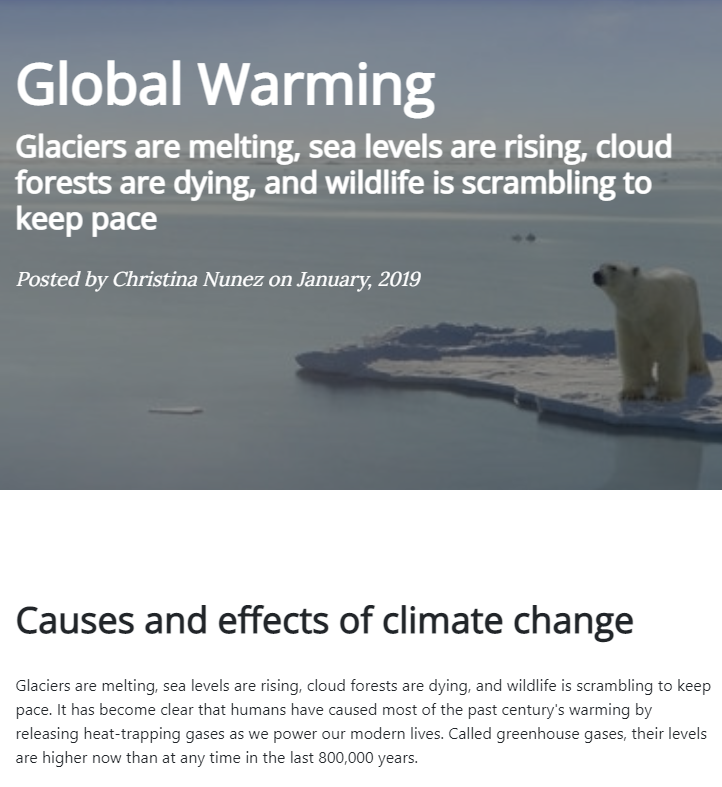 Global Warming
Glaciers are melting, sea levels are rising, cloud
forests are dying, and wildlife is scrambling to
keep pace
Posted by Christina Nunez on January, 2019
Causes and effects of climate change
Glaciers are melting, sea levels are rising, cloud forests are dying, and wildlife is scrambling to keep
pace. It has become clear that humans have caused most of the past century's warming by
releasing heat-trapping gases as we power our modern lives. Called greenhouse gases, their levels
are higher now than at any time in the last 800,000 years.